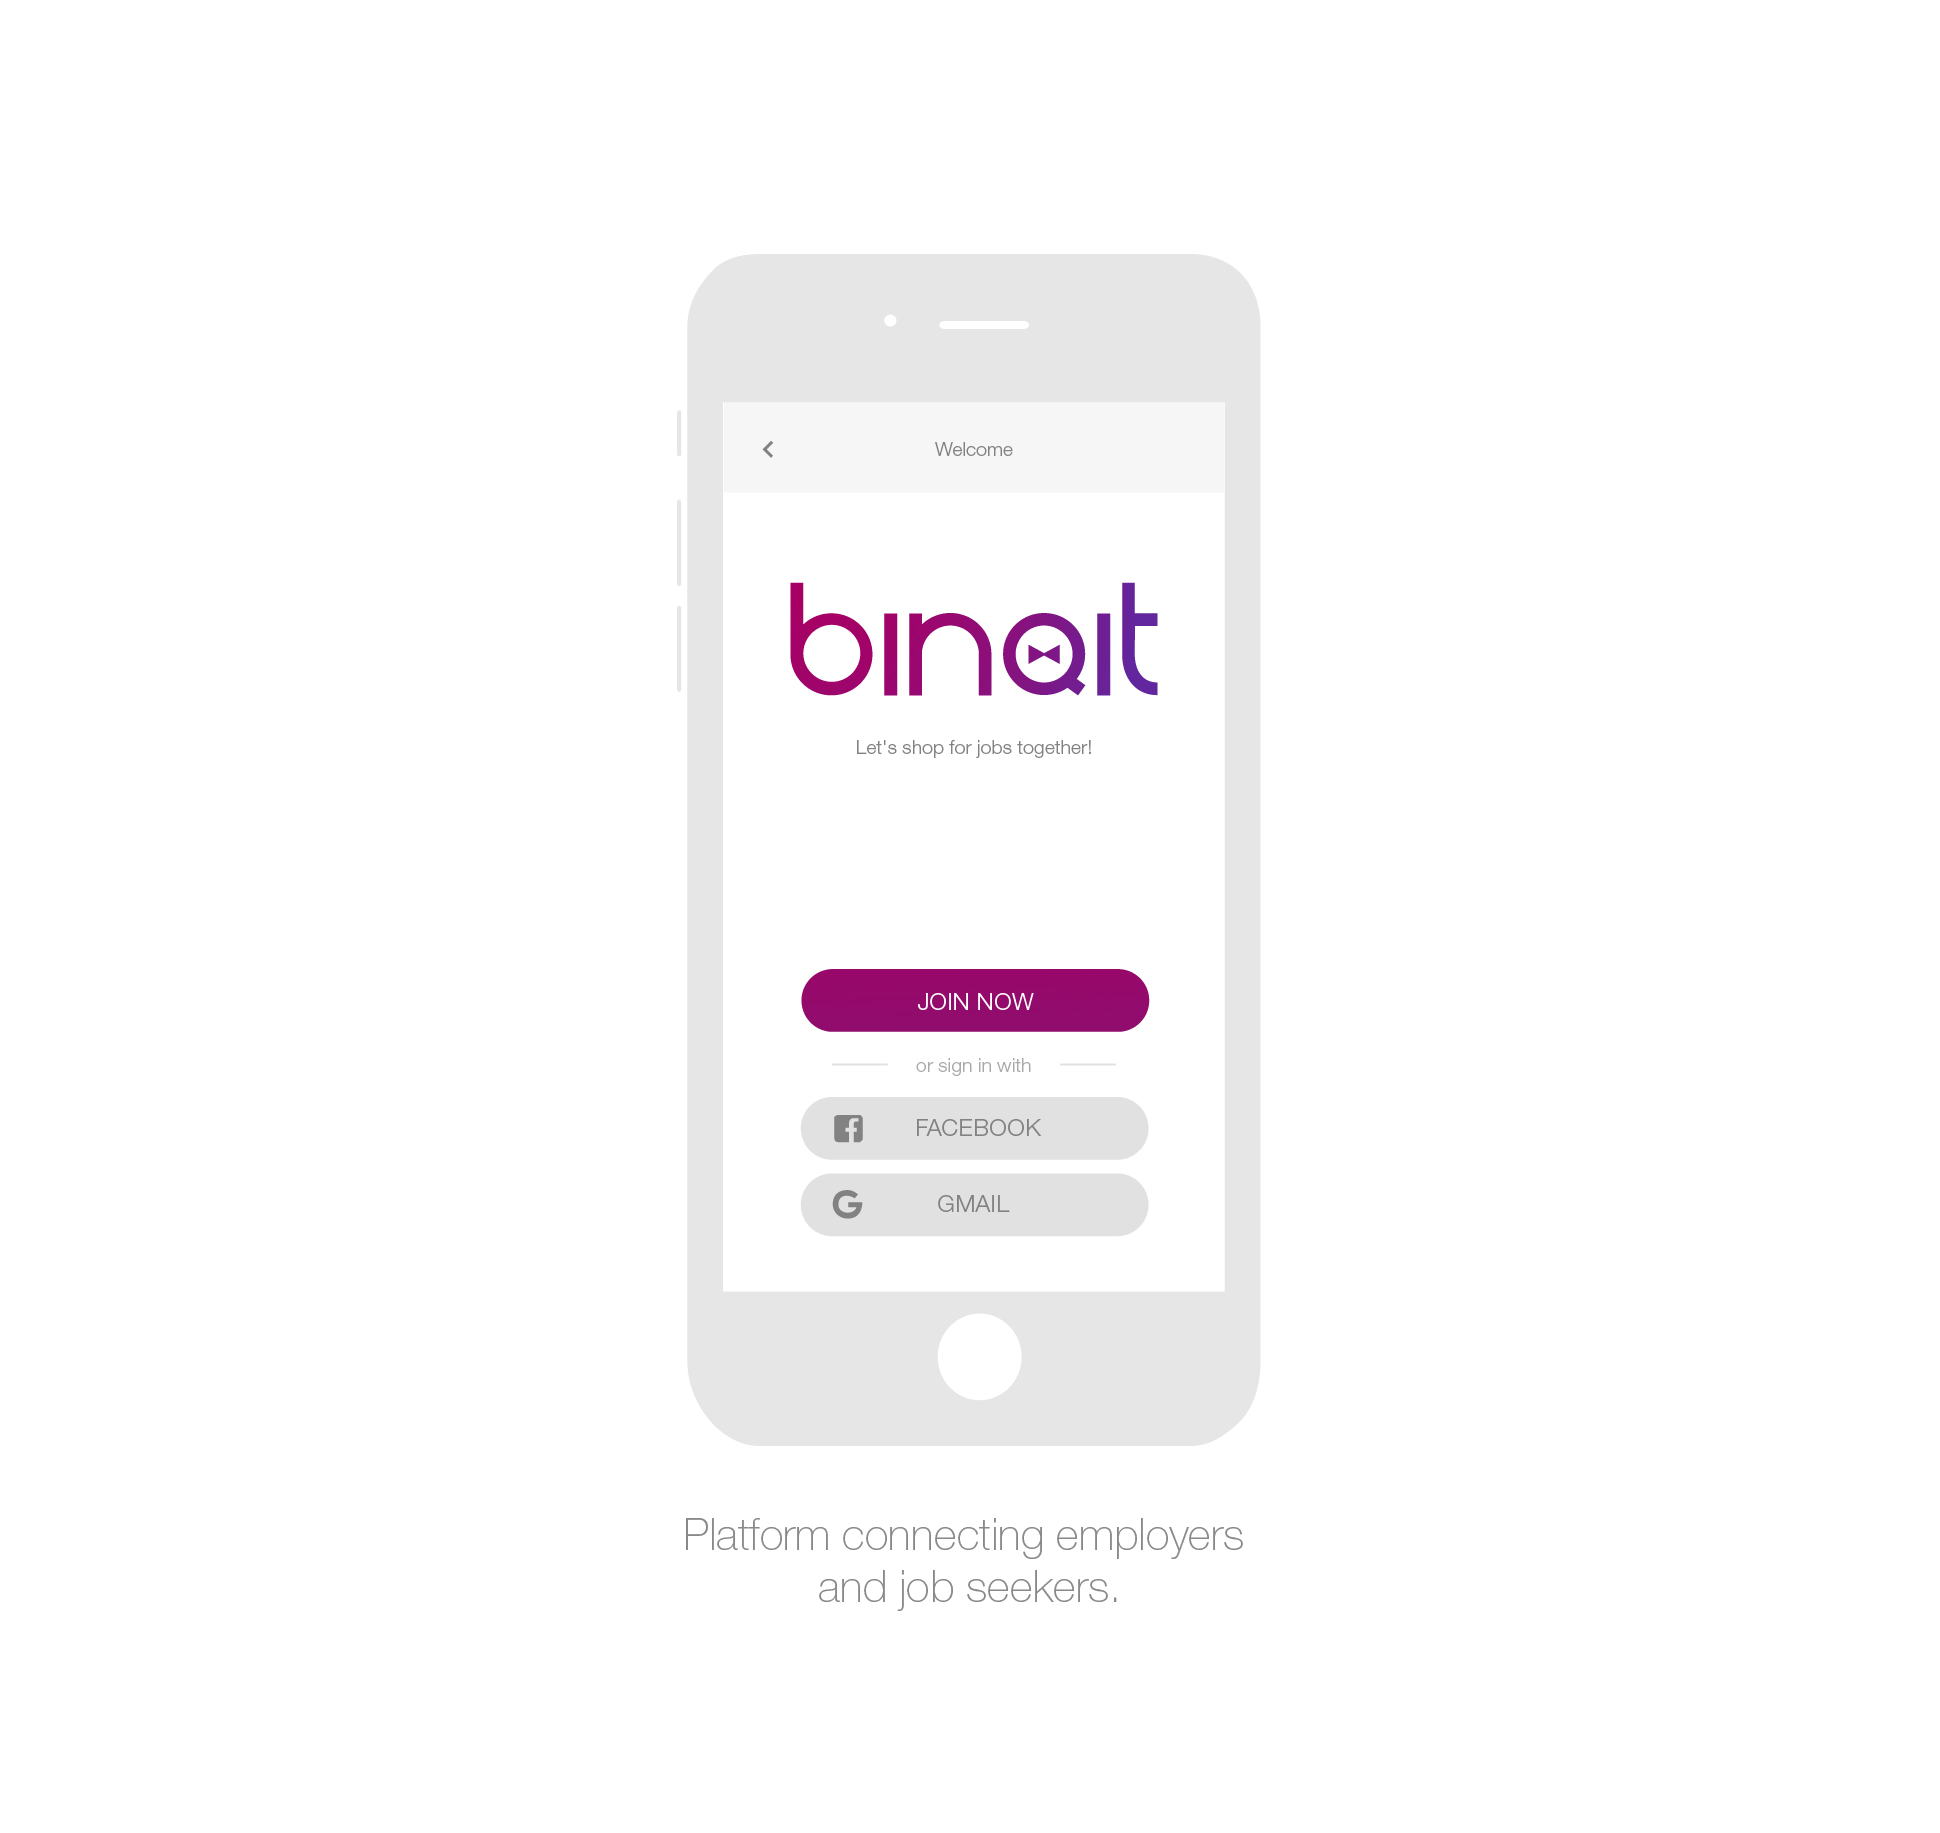 Welcome
binqit
Let's shop for jobs together!
JOIN NOW
or sign in with
FACEBOOK
GMAIL
Platform connecting employers
and job seekers.